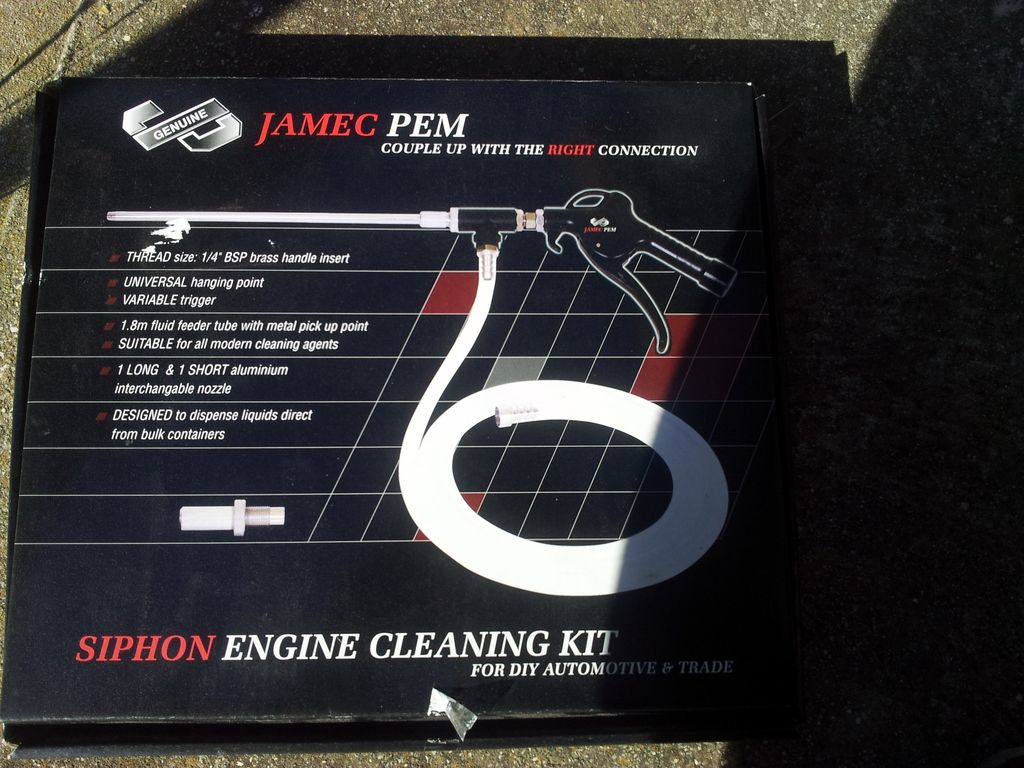 GENUINE
JAMEC PEM
COUPLE UP WITH THE RIGHT CONNECTION
JAMEC PEM
THREAD size: 1/4" BSP brass handle insert
UNIVERSAL hanging point
VARIABLE trigger
1.8m fluid feeder tube with metal pick up point
SUITABLE for all modern cleaning agents
1 LONG & 1 SHORT aluminium
interchangable nozzle
DESIGNED to dispense liquids direct
from bulk containers
SIPHON ENGINE CLEANING KIT
FOR DIY AUTOMOTIVE & TRADE